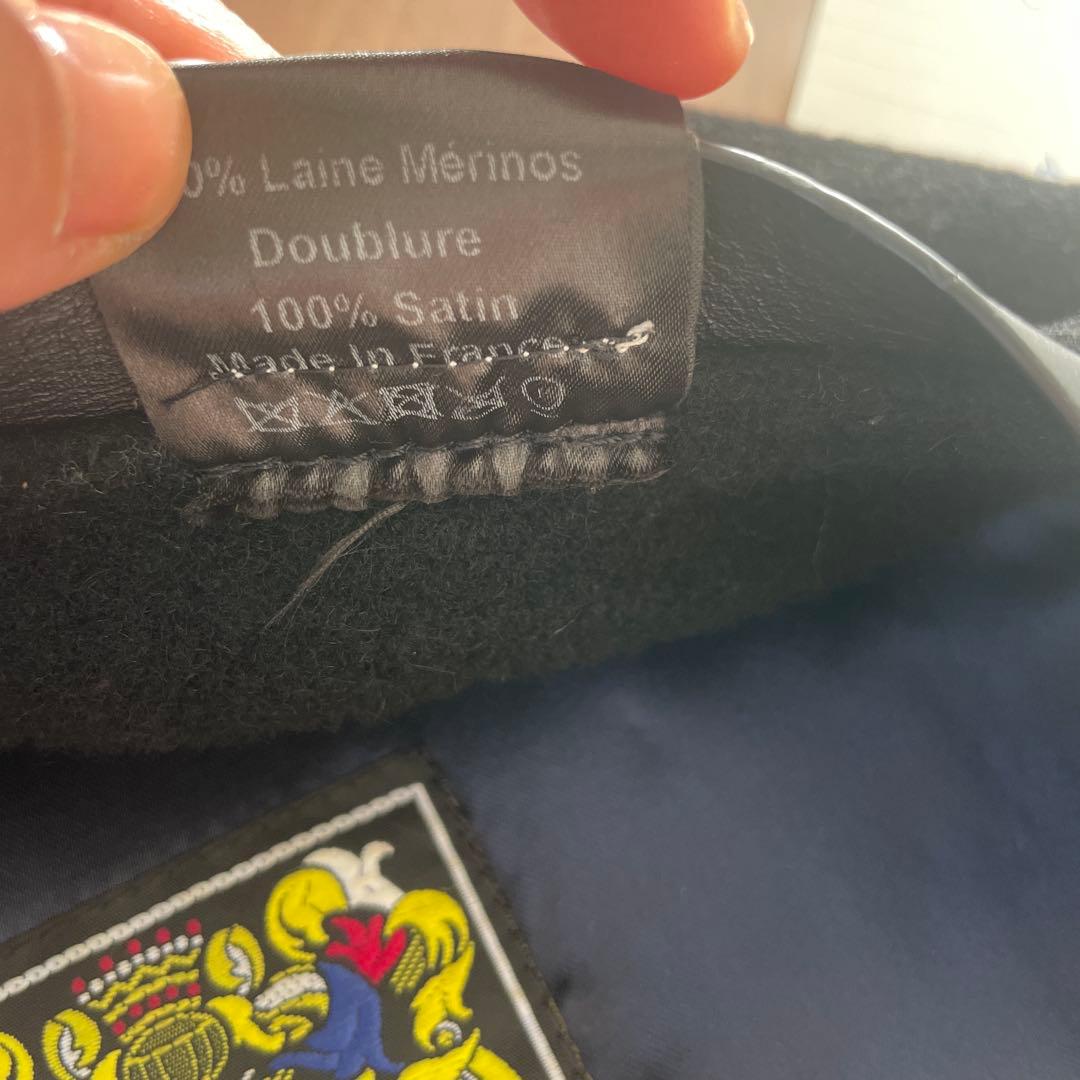 0% Laine Mérinos
Doublure
100% Satin
Made In France